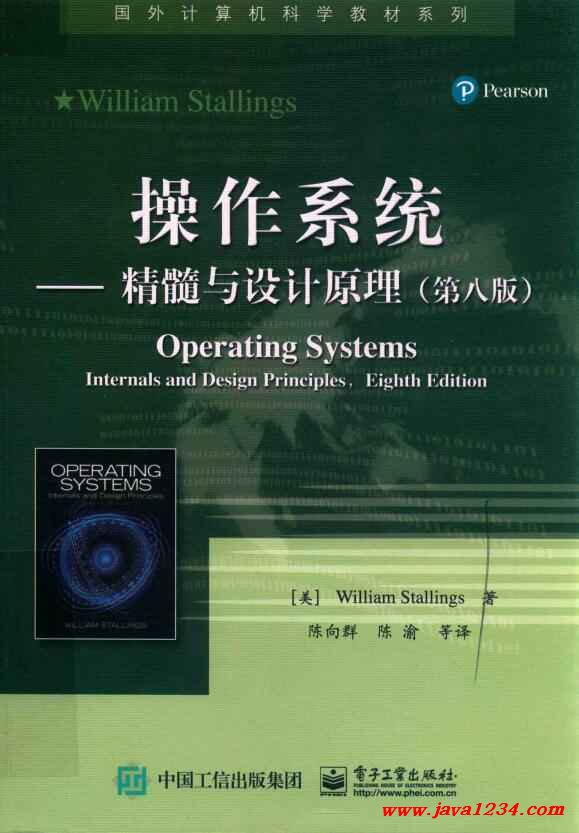 国外计算机科学教材系列
★William Stallings
Pearson
操作系统
——精髓与设计原理（第八版）
Operating Systems
Internals and Design Principles, Eighth Edition
OPERATING
SYSTEMS
Internals and Design Principles
WILLIAM STALLINGS
[美] William Stallings 著
陈向群 陈渝 等译
中国工信出版集团
电子工业出版社
PUBLISHING HOUSE OF ELECTRONICS INDUSTRY
http://www.phei.com.cn
www.java1234.com